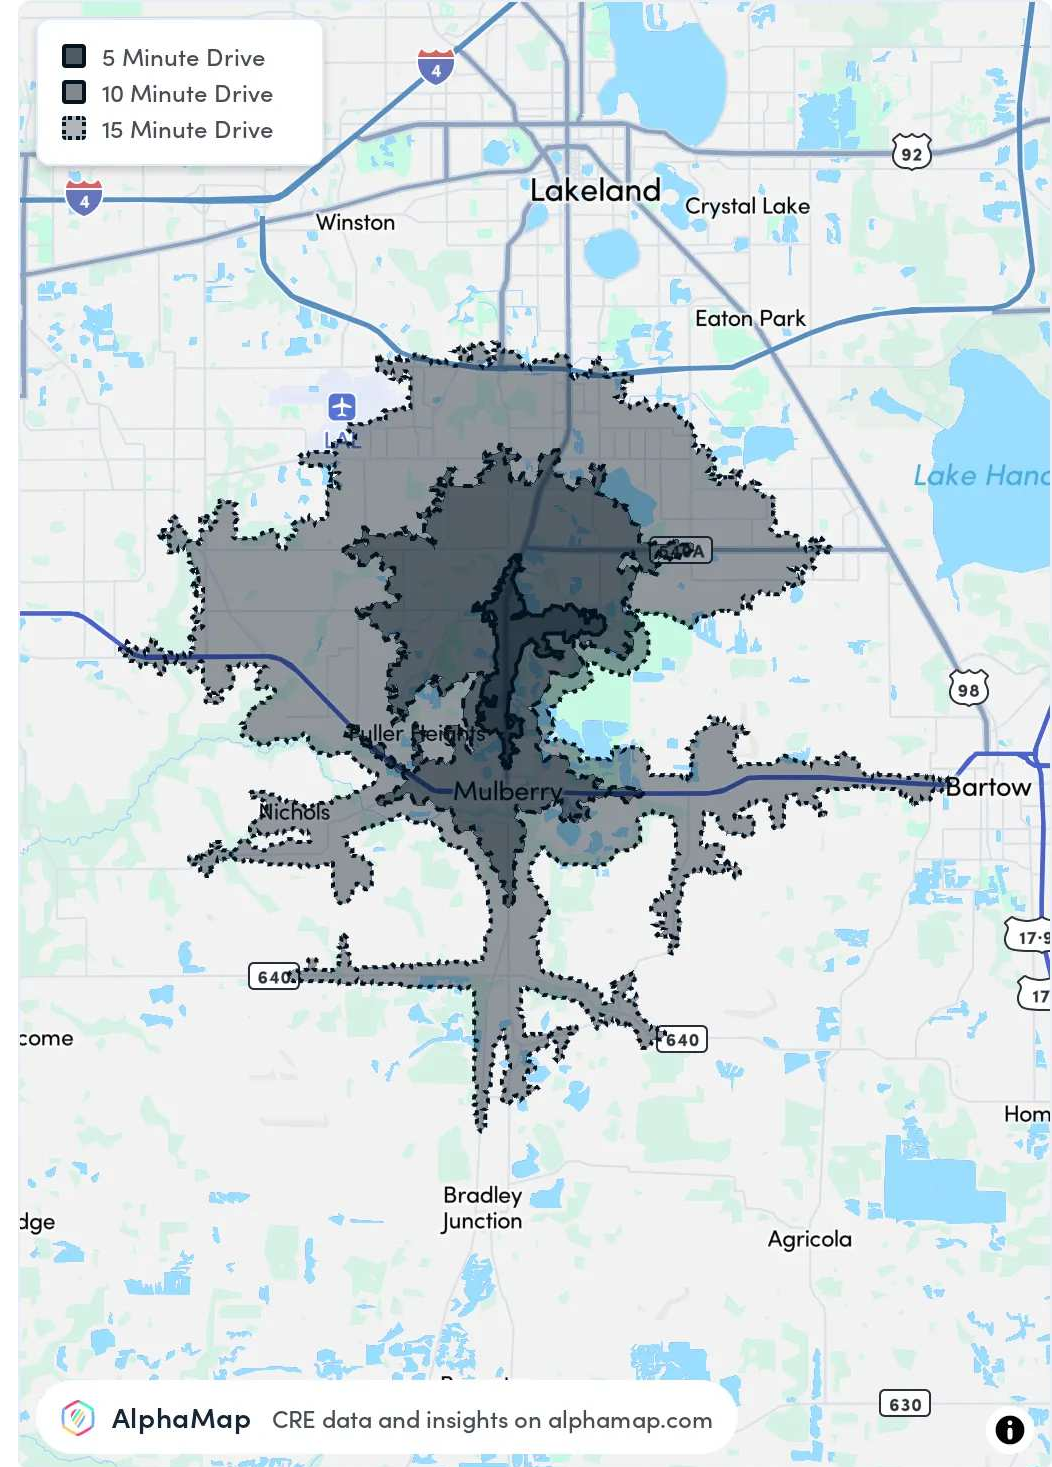 5 Minute Drive
10 Minute Drive
15 Minute Drive
4
4
92
Lakeland
Crystal Lake
Winston
Eaton Park
LAL
Lake Hanc
98
Fuller Heights
Mulberry
Bartow
Nichols
17-9
17
640
640
come
Hom
Bradley
Junction
dge
Agricola
630
AlphaMap
CRE data and insights on alphamap.com